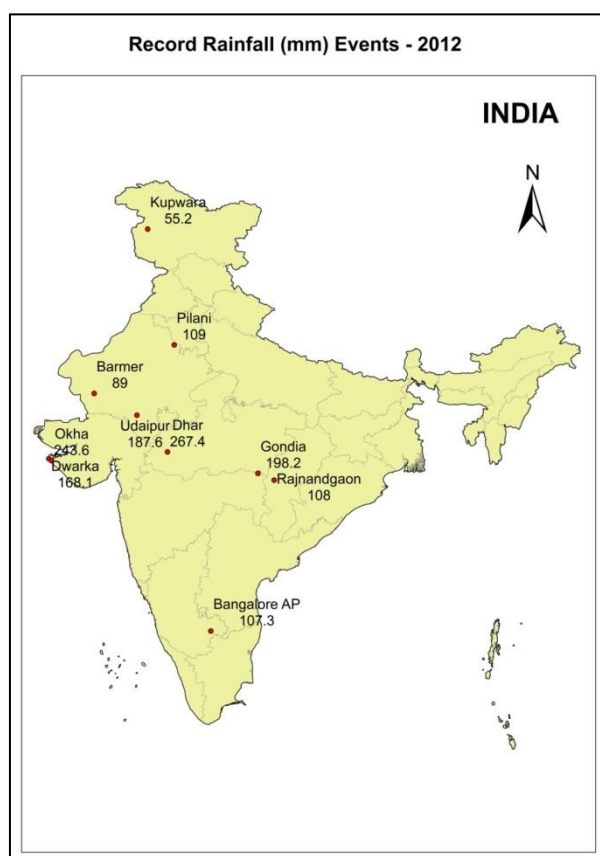 Record Rainfall (mm) Events - 2012
INDIA
N
Kupwara
55.2
Pilani
109
Barmer
89
Udaipur
187.6
Dhar
267.4
Okha
243.6
Dwarka
168.1
Gondia
198.2
Rajnandgaon
108
Bangalore AP
107.3